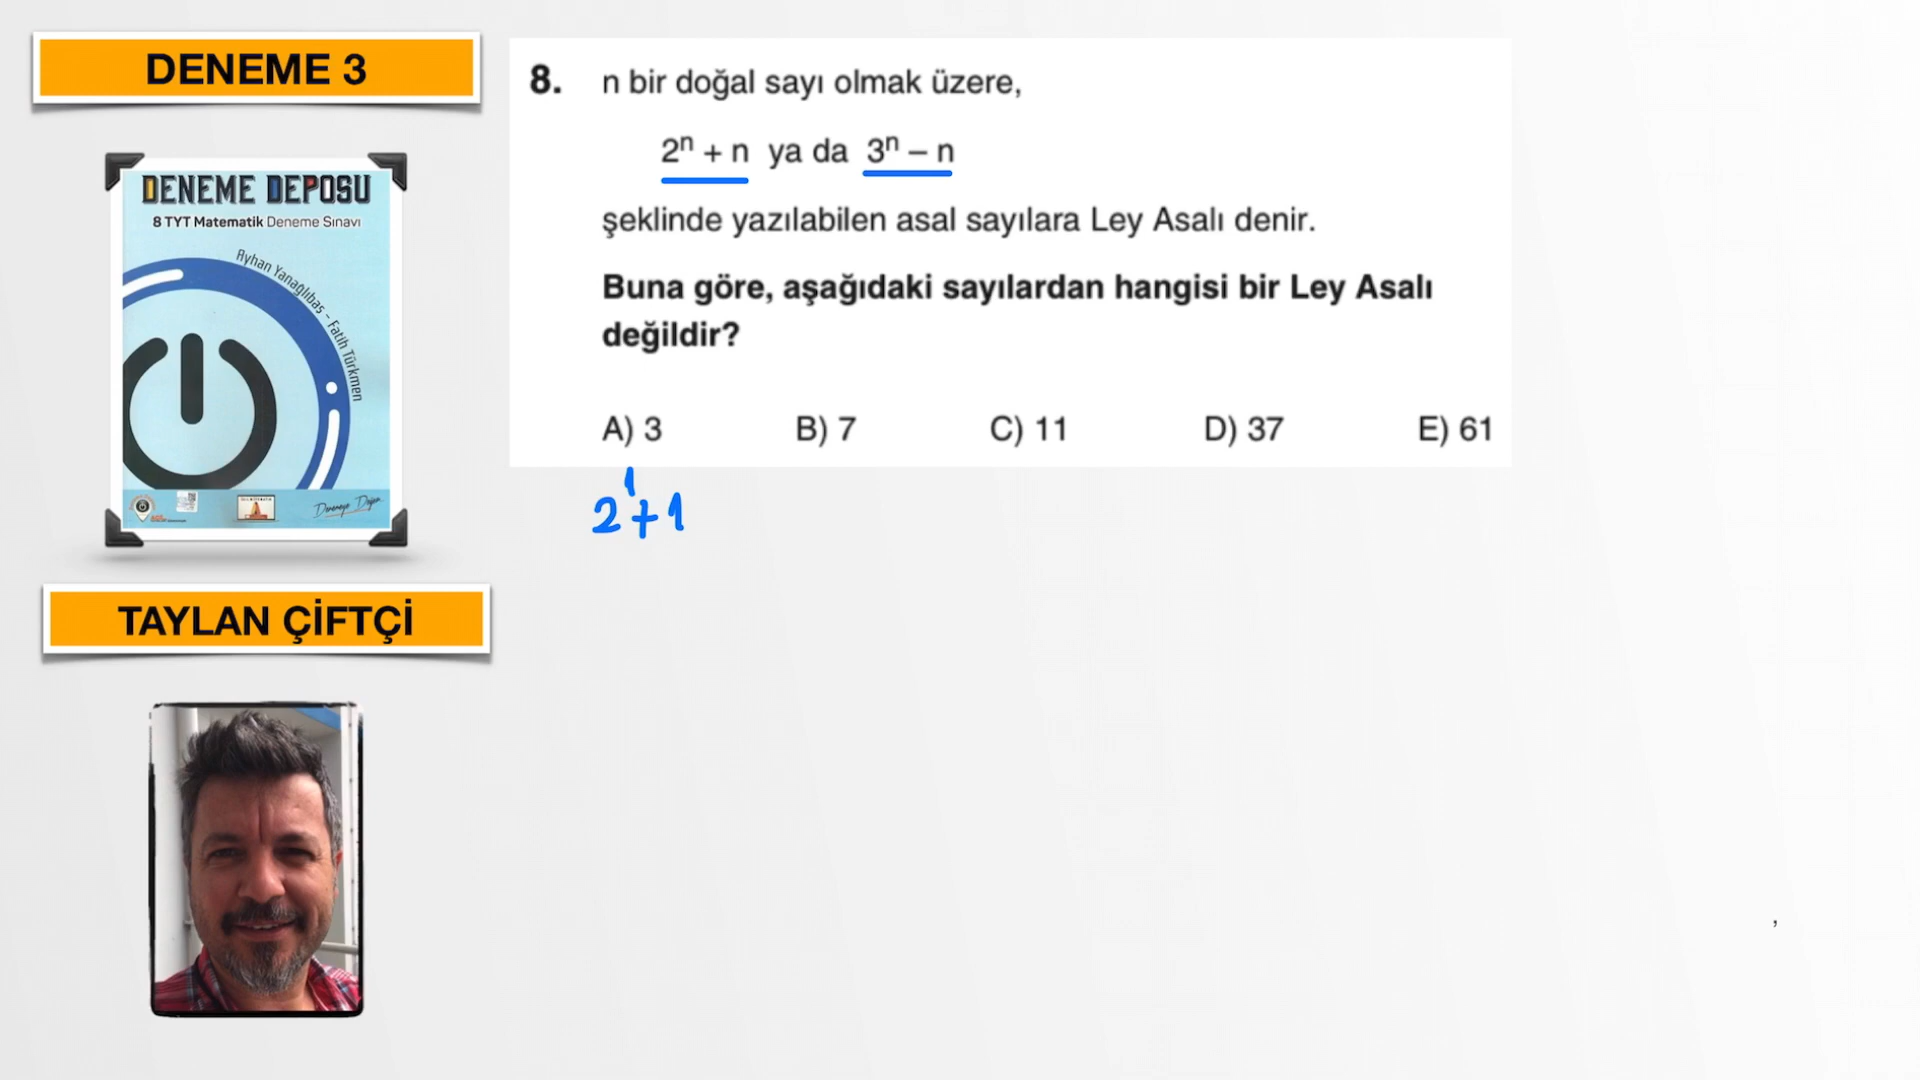 DENEME 3
DENEME DEPOSU
8 TYT Matematik Deneme Sınavı
Ayhan Yanağlıbaş - Fatih Türkmen
Denemeye Değer
TAYLAN ÇİFTÇİ
8. n bir doğal sayı olmak üzere,
2ⁿ + n ya da 3ⁿ – n
şeklinde yazılabilen asal sayılara Ley Asalı denir.
Buna göre, aşağıdaki sayılardan hangisi bir Ley Asalı
değildir?
A) 3 B) 7 C) 11 D) 37 E) 61
2¹+1
,